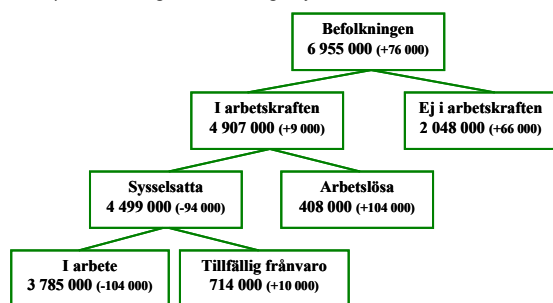 Befolkningen
6 955 000 (+76 000)
I arbetskraften
4 907 000 (+9 000)
Ej i arbetskraften
2 048 000 (+66 000)
Sysselsatta
4 499 000 (-94 000)
Arbetslösa
408 000 (+104 000)
I arbete
3 785 000 (-104 000)
Tillfällig frånvaro
714 000 (+10 000)